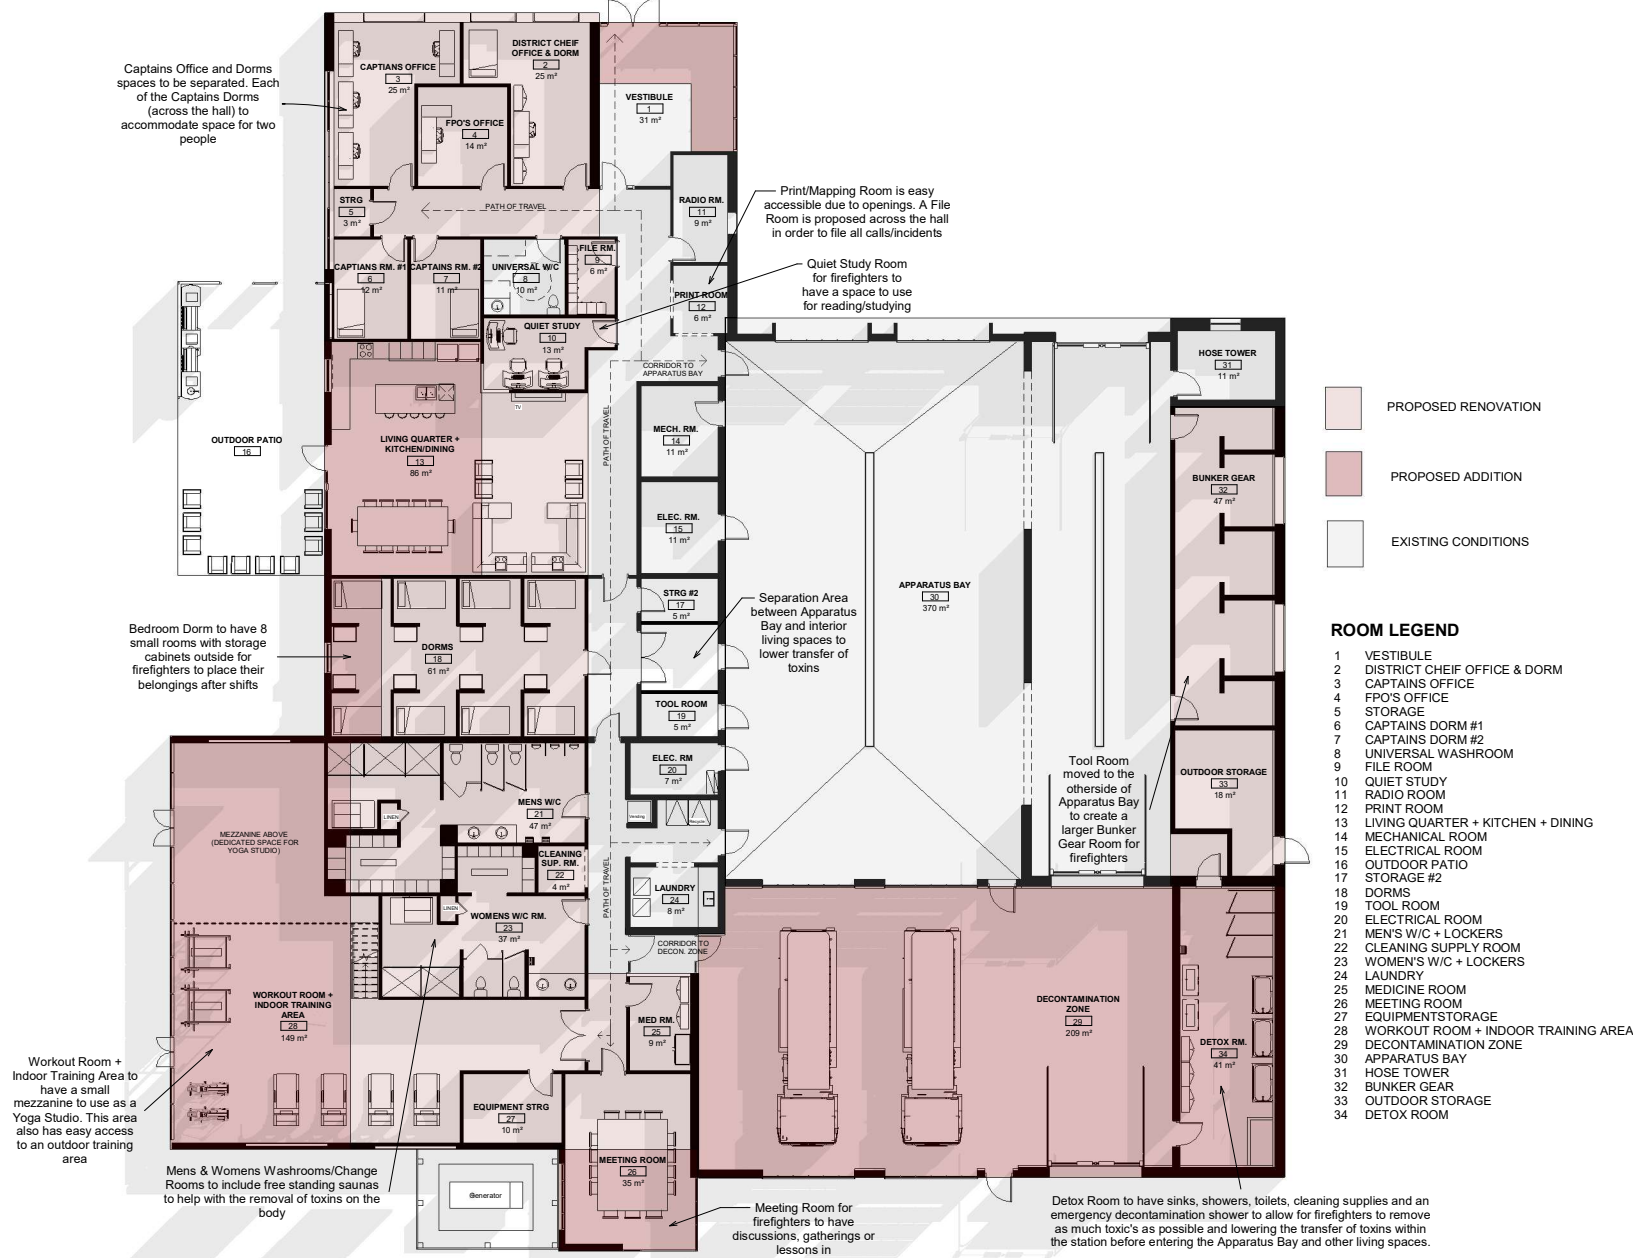 Captains Office and Dorms
spaces to be separated. Each
of the Captains Dorms
(across the hall) to
accommodate space for two
people
CAPTIANS OFFICE
3
25 m²
DISTRICT CHEIF
OFFICE & DORM
2
25 m²
FPO'S OFFICE
4
14 m²
VESTIBULE
1
31 m²
STRG
5
3 m²
PATH OF TRAVEL
RADIO RM.
11
9 m²
Print/Mapping Room is easy
accessible due to openings. A File
Room is proposed across the hall
in order to file all calls/incidents
CAPTIANS RM. #1
6
12 m²
CAPTAINS RM. #2
7
11 m²
UNIVERSAL W/C
8
10 m²
FILE RM.
9
6 m²
PRINT ROOM
12
6 m²
Quiet Study Room
for firefighters to
have a space to use
for reading/studying
QUIET STUDY
10
13 m²
CORRIDOR TO
APPARATUS BAY
HOSE TOWER
31
11 m²
TV
OUTDOOR PATIO
16
LIVING QUARTER +
KITCHEN/DINING
13
86 m²
PATH OF TRAVEL
MECH. RM.
14
11 m²
ELEC. RM.
15
11 m²
BUNKER GEAR
32
47 m²
APPARATUS BAY
30
370 m²
PROPOSED RENOVATION
PROPOSED ADDITION
EXISTING CONDITIONS
Bedroom Dorm to have 8
small rooms with storage
cabinets outside for
firefighters to place their
belongings after shifts
DORMS
18
61 m²
STRG #2
17
5 m²
Separation Area
between Apparatus
Bay and interior
living spaces to
lower transfer of
toxins
TOOL ROOM
19
5 m²
ELEC. RM
20
7 m²
Tool Room
moved to the
otherside of
Apparatus Bay
to create a
larger Bunker
Gear Room for
firefighters
OUTDOOR STORAGE
33
18 m²
MENS W/C
21
47 m²
LINEN
Vending
Recycle
MEZZANINE ABOVE
(DEDICATED SPACE FOR
YOGA STUDIO)
CLEANING
SUP. RM.
22
4 m²
LAUNDRY
24
8 m²
PATH OF TRAVEL
LINEN
WOMENS W/C RM.
23
37 m²
CORRIDOR TO
DECON. ZONE
WORKOUT ROOM +
INDOOR TRAINING
AREA
28
149 m²
MED RM.
25
9 m²
DECONTAMINATION
ZONE
29
209 m²
DETOX RM.
34
41 m²
Workout Room +
Indoor Training Area to
have a small
mezzanine to use as a
Yoga Studio. This area
also has easy access
to an outdoor training
area
EQUIPMENT STRG
27
10 m²
MEETING ROOM
26
35 m²
Generator
Mens & Womens Washrooms/Change
Rooms to include free standing saunas
to help with the removal of toxins on the
body
Meeting Room for
firefighters to have
discussions, gatherings or
lessons in
Detox Room to have sinks, showers, toilets, cleaning supplies and an
emergency decontamination shower to allow for firefighters to remove
as much toxic's as possible and lowering the transfer of toxins within
the station before entering the Apparatus Bay and other living spaces.
ROOM LEGEND
1 VESTIBULE
2 DISTRICT CHEIF OFFICE & DORM
3 CAPTAINS OFFICE
4 FPO'S OFFICE
5 STORAGE
6 CAPTAINS DORM #1
7 CAPTAINS DORM #2
8 UNIVERSAL WASHROOM
9 FILE ROOM
10 QUIET STUDY
11 RADIO ROOM
12 PRINT ROOM
13 LIVING QUARTER + KITCHEN + DINING
14 MECHANICAL ROOM
15 ELECTRICAL ROOM
16 OUTDOOR PATIO
17 STORAGE #2
18 DORMS
19 TOOL ROOM
20 ELECTRICAL ROOM
21 MEN'S W/C + LOCKERS
22 CLEANING SUPPLY ROOM
23 WOMEN'S W/C + LOCKERS
24 LAUNDRY
25 MEDICINE ROOM
26 MEETING ROOM
27 EQUIPMENTSTORAGE
28 WORKOUT ROOM + INDOOR TRAINING AREA
29 DECONTAMINATION ZONE
30 APPARATUS BAY
31 HOSE TOWER
32 BUNKER GEAR
33 OUTDOOR STORAGE
34 DETOX ROOM